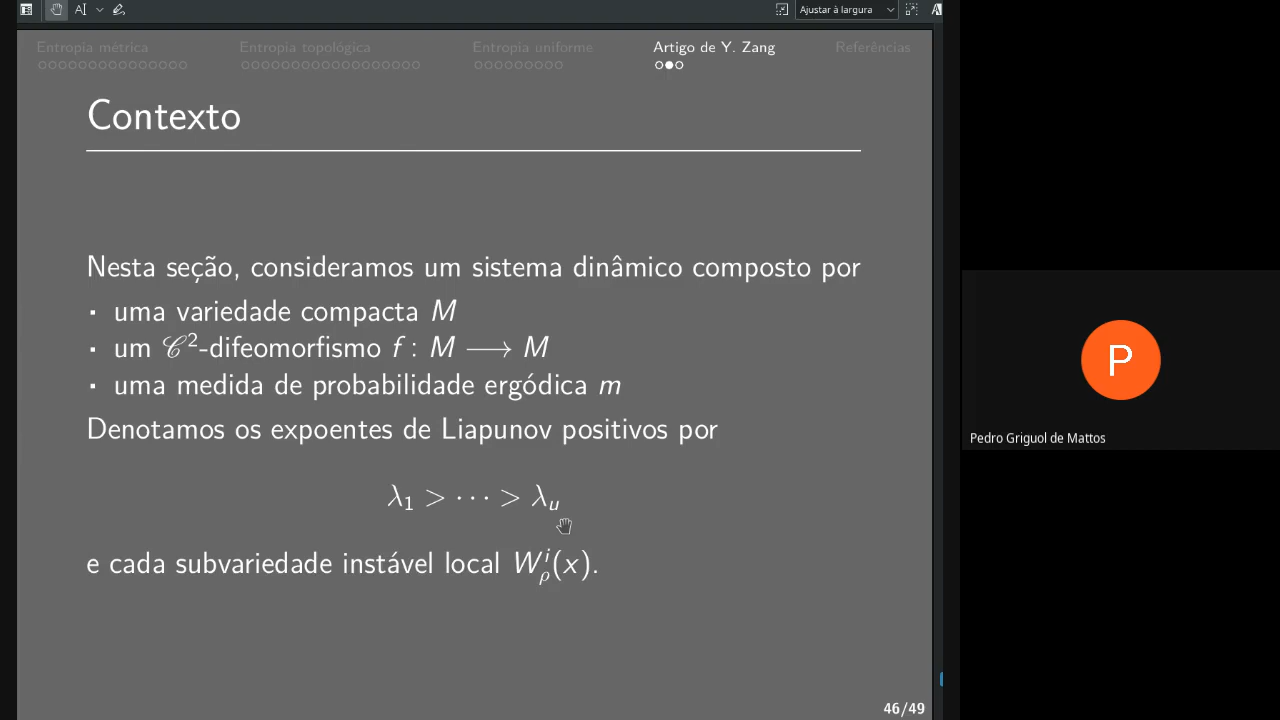 AI
Ajustar à largura
A
Entropia métrica
Entropia topológica
Entropia uniforme
Artigo de Y. Zang
Referências
Contexto
Nesta seção, consideramos um sistema dinâmico composto por
· uma variedade compacta M
· um 𝒞²-difeomorfismo f : M ⟶ M
· uma medida de probabilidade ergódica m
Denotamos os expoentes de Liapunov positivos por
λ₁ > ··· > λᵤ
e cada subvariedade instável local Wⁱᵨ(x).
46/49
P
Pedro Griguol de Mattos